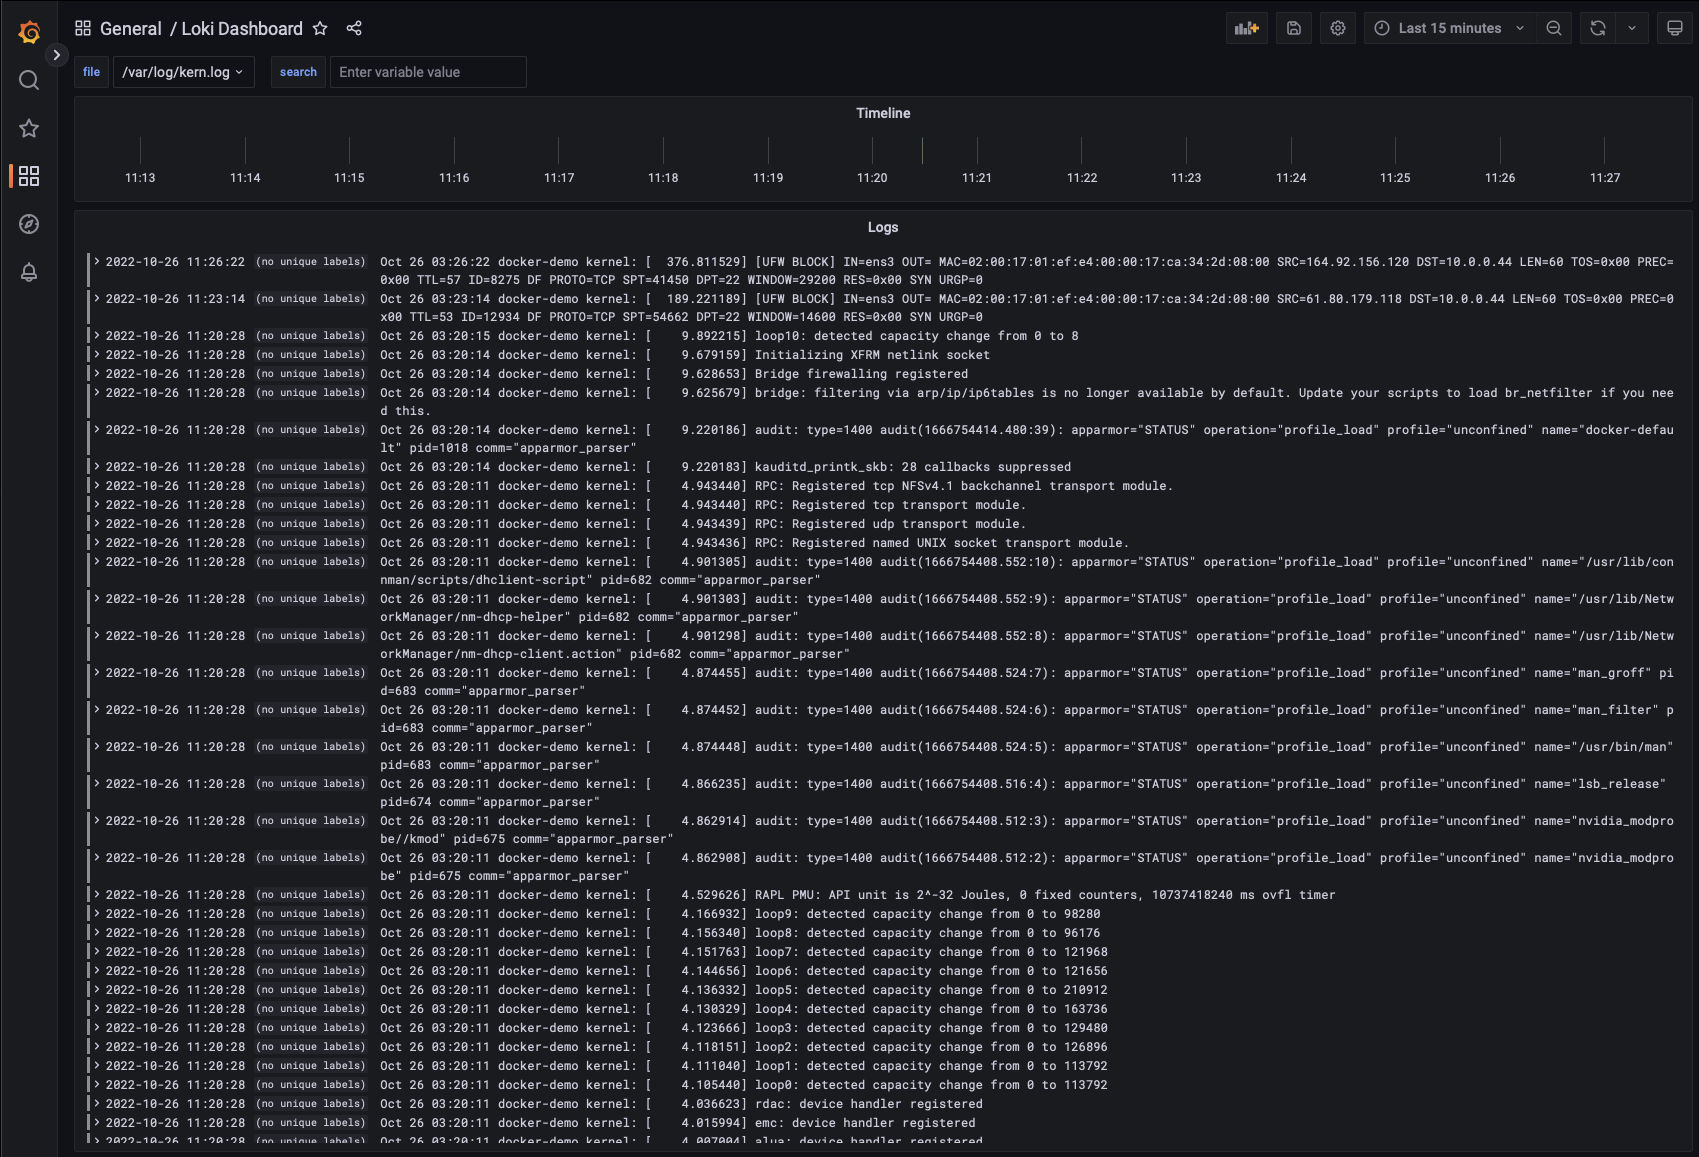 General / Loki Dashboard
Last 15 minutes
file /var/log/kern.log search Enter variable value
Timeline
11:13 11:14 11:15 11:16 11:17 11:18 11:19 11:20 11:21 11:22 11:23 11:24 11:25 11:26 11:27
Logs
2022-10-26 11:26:22 (no unique labels) Oct 26 03:26:22 docker-demo kernel: [  376.811529] [UFW BLOCK] IN=ens3 OUT= MAC=02:00:17:01:ef:e4:00:00:17:ca:34:2d:08:00 SRC=164.92.156.120 DST=10.0.0.44 LEN=60 TOS=0x00 PREC=
0x00 TTL=57 ID=8275 DF PROTO=TCP SPT=41450 DPT=22 WINDOW=29200 RES=0x00 SYN URGP=0
2022-10-26 11:23:14 (no unique labels) Oct 26 03:23:14 docker-demo kernel: [  189.221189] [UFW BLOCK] IN=ens3 OUT= MAC=02:00:17:01:ef:e4:00:00:17:ca:34:2d:08:00 SRC=61.80.179.118 DST=10.0.0.44 LEN=60 TOS=0x00 PREC=0
x00 TTL=53 ID=12934 DF PROTO=TCP SPT=54662 DPT=22 WINDOW=14600 RES=0x00 SYN URGP=0
2022-10-26 11:20:28 (no unique labels) Oct 26 03:20:15 docker-demo kernel: [    9.892215] loop10: detected capacity change from 0 to 8
2022-10-26 11:20:28 (no unique labels) Oct 26 03:20:14 docker-demo kernel: [    9.679159] Initializing XFRM netlink socket
2022-10-26 11:20:28 (no unique labels) Oct 26 03:20:14 docker-demo kernel: [    9.628653] Bridge firewalling registered
2022-10-26 11:20:28 (no unique labels) Oct 26 03:20:14 docker-demo kernel: [    9.625679] bridge: filtering via arp/ip/ip6tables is no longer available by default. Update your scripts to load br_netfilter if you nee
d this.
2022-10-26 11:20:28 (no unique labels) Oct 26 03:20:14 docker-demo kernel: [    9.220186] audit: type=1400 audit(1666754414.480:39): apparmor="STATUS" operation="profile_load" profile="unconfined" name="docker-defau
lt" pid=1018 comm="apparmor_parser"
2022-10-26 11:20:28 (no unique labels) Oct 26 03:20:14 docker-demo kernel: [    9.220183] kauditd_printk_skb: 28 callbacks suppressed
2022-10-26 11:20:28 (no unique labels) Oct 26 03:20:11 docker-demo kernel: [    4.943440] RPC: Registered tcp NFSv4.1 backchannel transport module.
2022-10-26 11:20:28 (no unique labels) Oct 26 03:20:11 docker-demo kernel: [    4.943440] RPC: Registered tcp transport module.
2022-10-26 11:20:28 (no unique labels) Oct 26 03:20:11 docker-demo kernel: [    4.943439] RPC: Registered udp transport module.
2022-10-26 11:20:28 (no unique labels) Oct 26 03:20:11 docker-demo kernel: [    4.943436] RPC: Registered named UNIX socket transport module.
2022-10-26 11:20:28 (no unique labels) Oct 26 03:20:11 docker-demo kernel: [    4.901305] audit: type=1400 audit(1666754408.552:10): apparmor="STATUS" operation="profile_load" profile="unconfined" name="/usr/lib/con
nman/scripts/dhclient-script" pid=682 comm="apparmor_parser"
2022-10-26 11:20:28 (no unique labels) Oct 26 03:20:11 docker-demo kernel: [    4.901303] audit: type=1400 audit(1666754408.552:9): apparmor="STATUS" operation="profile_load" profile="unconfined" name="/usr/lib/Netw
orkManager/nm-dhcp-helper" pid=682 comm="apparmor_parser"
2022-10-26 11:20:28 (no unique labels) Oct 26 03:20:11 docker-demo kernel: [    4.901298] audit: type=1400 audit(1666754408.552:8): apparmor="STATUS" operation="profile_load" profile="unconfined" name="/usr/lib/Netw
orkManager/nm-dhcp-client.action" pid=682 comm="apparmor_parser"
2022-10-26 11:20:28 (no unique labels) Oct 26 03:20:11 docker-demo kernel: [    4.874455] audit: type=1400 audit(1666754408.524:7): apparmor="STATUS" operation="profile_load" profile="unconfined" name="man_groff" pi
d=683 comm="apparmor_parser"
2022-10-26 11:20:28 (no unique labels) Oct 26 03:20:11 docker-demo kernel: [    4.874452] audit: type=1400 audit(1666754408.524:6): apparmor="STATUS" operation="profile_load" profile="unconfined" name="man_filter" p
id=683 comm="apparmor_parser"
2022-10-26 11:20:28 (no unique labels) Oct 26 03:20:11 docker-demo kernel: [    4.874448] audit: type=1400 audit(1666754408.524:5): apparmor="STATUS" operation="profile_load" profile="unconfined" name="/usr/bin/man"
pid=683 comm="apparmor_parser"
2022-10-26 11:20:28 (no unique labels) Oct 26 03:20:11 docker-demo kernel: [    4.866235] audit: type=1400 audit(1666754408.516:4): apparmor="STATUS" operation="profile_load" profile="unconfined" name="lsb_release"
pid=674 comm="apparmor_parser"
2022-10-26 11:20:28 (no unique labels) Oct 26 03:20:11 docker-demo kernel: [    4.862914] audit: type=1400 audit(1666754408.512:3): apparmor="STATUS" operation="profile_load" profile="unconfined" name="nvidia_modpro
be//kmod" pid=675 comm="apparmor_parser"
2022-10-26 11:20:28 (no unique labels) Oct 26 03:20:11 docker-demo kernel: [    4.862908] audit: type=1400 audit(1666754408.512:2): apparmor="STATUS" operation="profile_load" profile="unconfined" name="nvidia_modpro
be" pid=675 comm="apparmor_parser"
2022-10-26 11:20:28 (no unique labels) Oct 26 03:20:11 docker-demo kernel: [    4.529626] RAPL PMU: API unit is 2^-32 Joules, 0 fixed counters, 10737418240 ms ovfl timer
2022-10-26 11:20:28 (no unique labels) Oct 26 03:20:11 docker-demo kernel: [    4.166932] loop9: detected capacity change from 0 to 98280
2022-10-26 11:20:28 (no unique labels) Oct 26 03:20:11 docker-demo kernel: [    4.156340] loop8: detected capacity change from 0 to 96176
2022-10-26 11:20:28 (no unique labels) Oct 26 03:20:11 docker-demo kernel: [    4.151763] loop7: detected capacity change from 0 to 121968
2022-10-26 11:20:28 (no unique labels) Oct 26 03:20:11 docker-demo kernel: [    4.144656] loop6: detected capacity change from 0 to 121656
2022-10-26 11:20:28 (no unique labels) Oct 26 03:20:11 docker-demo kernel: [    4.136332] loop5: detected capacity change from 0 to 210912
2022-10-26 11:20:28 (no unique labels) Oct 26 03:20:11 docker-demo kernel: [    4.130329] loop4: detected capacity change from 0 to 163736
2022-10-26 11:20:28 (no unique labels) Oct 26 03:20:11 docker-demo kernel: [    4.123666] loop3: detected capacity change from 0 to 129480
2022-10-26 11:20:28 (no unique labels) Oct 26 03:20:11 docker-demo kernel: [    4.118151] loop2: detected capacity change from 0 to 126896
2022-10-26 11:20:28 (no unique labels) Oct 26 03:20:11 docker-demo kernel: [    4.111040] loop1: detected capacity change from 0 to 113792
2022-10-26 11:20:28 (no unique labels) Oct 26 03:20:11 docker-demo kernel: [    4.105440] loop0: detected capacity change from 0 to 113792
2022-10-26 11:20:28 (no unique labels) Oct 26 03:20:11 docker-demo kernel: [    4.036623] rdac: device handler registered
2022-10-26 11:20:28 (no unique labels) Oct 26 03:20:11 docker-demo kernel: [    4.015994] emc: device handler registered
2022-10-26 11:20:28 (no unique labels) Oct 26 03:20:11 docker-demo kernel: [    4.007004] alua: device handler registered